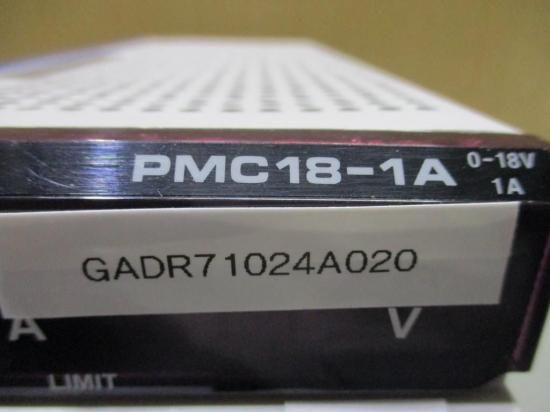 PMC18-1A 0-18V
1A
GADR71024A020
A V
LIMIT